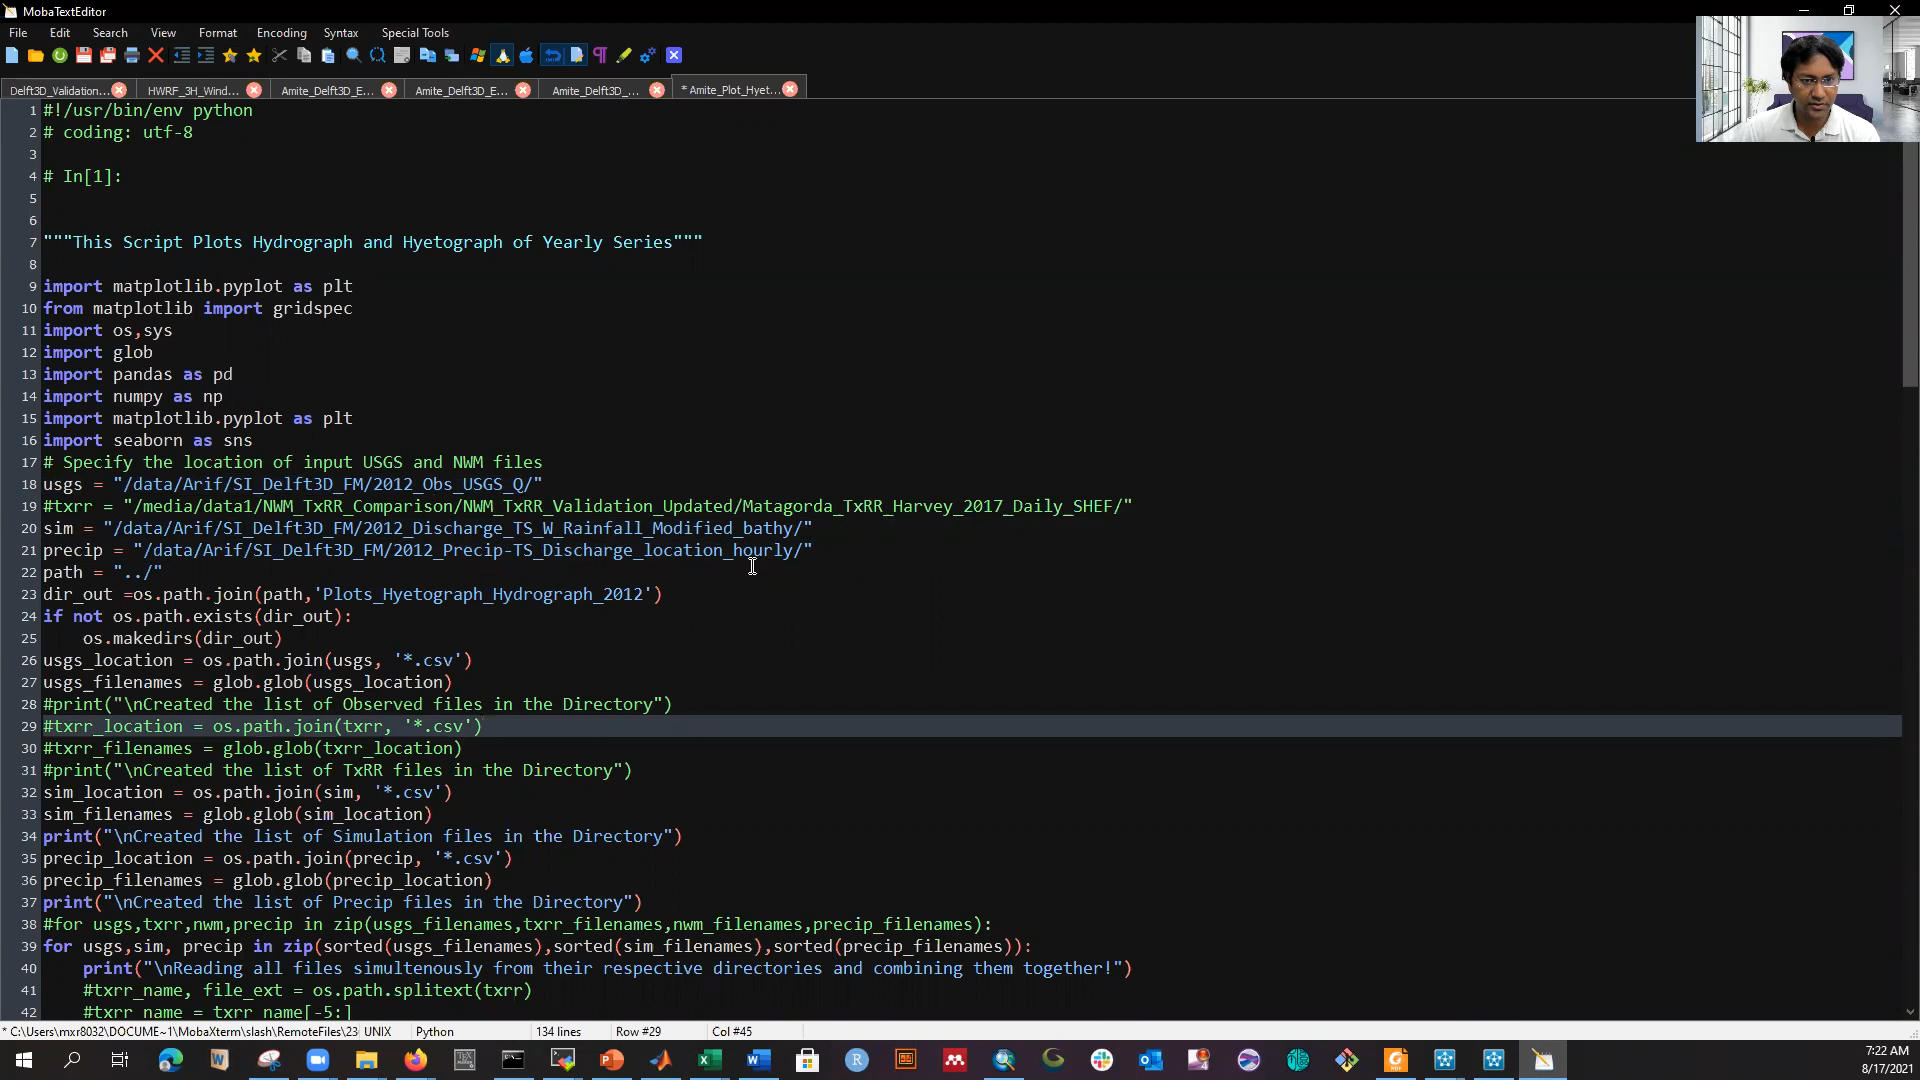 MobaTextEditor
File Edit Search View Format Encoding Syntax Special Tools
Delft3D_Validation... HWRF_3H_Wind... Amite_Delft3D_E... Amite_Delft3D_E... Amite_Delft3D_... * Amite_Plot_Hyet...
1 #!/usr/bin/env python
2 # coding: utf-8
3
4 # In[1]:
5
6
7 """This Script Plots Hydrograph and Hyetograph of Yearly Series"""
8
9 import matplotlib.pyplot as plt
10 from matplotlib import gridspec
11 import os,sys
12 import glob
13 import pandas as pd
14 import numpy as np
15 import matplotlib.pyplot as plt
16 import seaborn as sns
17 # Specify the location of input USGS and NWM files
18 usgs = "/data/Arif/SI_Delft3D_FM/2012_Obs_USGS_Q/"
19 #txrr = "/media/data1/NWM_TxRR_Comparison/NWM_TxRR_Validation_Updated/Matagorda_TxRR_Harvey_2017_Daily_SHEF/"
20 sim = "/data/Arif/SI_Delft3D_FM/2012_Discharge_TS_W_Rainfall_Modified_bathy/"
21 precip = "/data/Arif/SI_Delft3D_FM/2012_Precip-TS_Discharge_location_hourly/"
22 path = "../"
23 dir_out =os.path.join(path,'Plots_Hyetograph_Hydrograph_2012')
24 if not os.path.exists(dir_out):
25     os.makedirs(dir_out)
26 usgs_location = os.path.join(usgs, '*.csv')
27 usgs_filenames = glob.glob(usgs_location)
28 #print("\nCreated the list of Observed files in the Directory")
29 #txrr_location = os.path.join(txrr, '*.csv')
30 #txrr_filenames = glob.glob(txrr_location)
31 #print("\nCreated the list of TxRR files in the Directory")
32 sim_location = os.path.join(sim, '*.csv')
33 sim_filenames = glob.glob(sim_location)
34 print("\nCreated the list of Simulation files in the Directory")
35 precip_location = os.path.join(precip, '*.csv')
36 precip_filenames = glob.glob(precip_location)
37 print("\nCreated the list of Precip files in the Directory")
38 #for usgs,txrr,nwm,precip in zip(usgs_filenames,txrr_filenames,nwm_filenames,precip_filenames):
39 for usgs,sim, precip in zip(sorted(usgs_filenames),sorted(sim_filenames),sorted(precip_filenames)):
40     print("\nReading all files simultenously from their respective directories and combining them together!")
41     #txrr_name, file_ext = os.path.splitext(txrr)
42     #txrr_name = txrr_name[-5:]
* C:\Users\mxr8032\DOCUME~1\MobaXterm\slash\RemoteFiles\23 UNIX Python 134 lines Row #29 Col #45
7:22 AM
8/17/2021